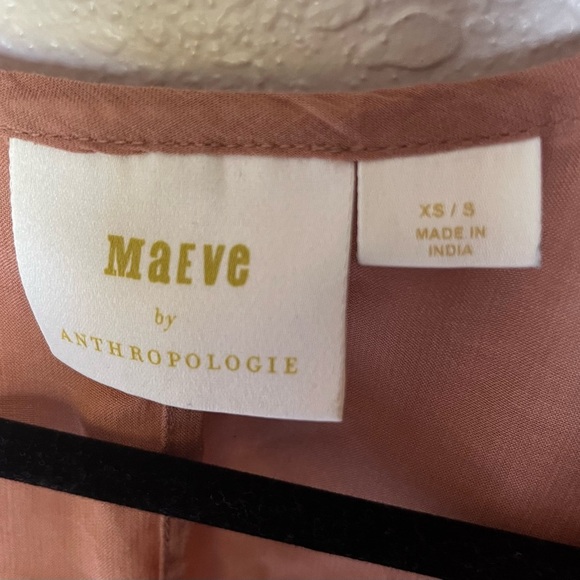 MaEve
by
ANTHROPOLOGIE
XS / S
MADE IN
INDIA